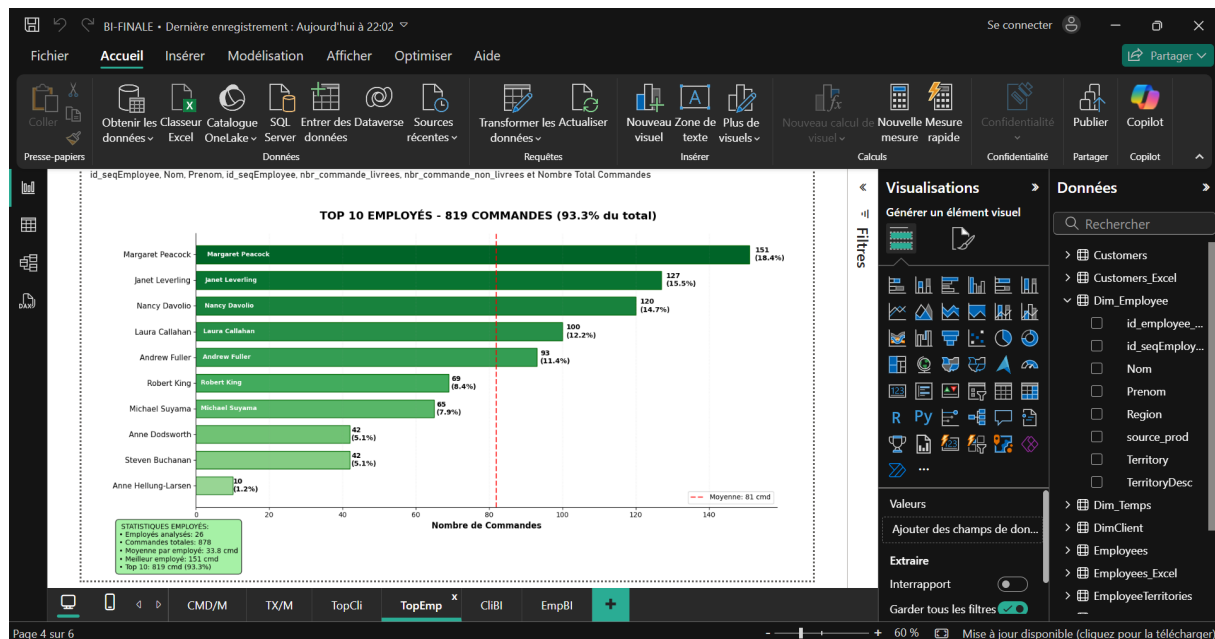 BI-FINALE • Dernière enregistrement : Aujourd'hui à 22:02
Se connecter
Fichier Accueil Insérer Modélisation Afficher Optimiser Aide
Partager
Coller
Obtenir les données
Classeur Excel
Catalogue OneLake
SQL Server
Entrer des données
Dataverse
Sources récentes
Transformer les données
Actualiser
Nouveau visuel
Zone de texte
Plus de visuels
Nouveau calcul de visuel
Nouvelle mesure
Mesure rapide
Confidentialité
Publier
Copilot
Presse-papiers Données Requêtes Insérer Calculs Confidentialité Partager Copilot
id_seqEmployee, Nom, Prenom, id_seqEmployee, nbr_commande_livrees, nbr_commande_non_livrees et Nombre Total Commandes
TOP 10 EMPLOYÉS - 819 COMMANDES (93.3% du total)
Margaret Peacock Margaret Peacock 151
(18.4%)
Janet Leverling Janet Leverling 127
(15.5%)
Nancy Davolio Nancy Davolio 120
(14.7%)
Laura Callahan Laura Callahan 100
(12.2%)
Andrew Fuller Andrew Fuller 93
(11.4%)
Robert King Robert King 69
(8.4%)
Michael Suyama Michael Suyama 65
(7.9%)
Anne Dodsworth 42
(5.1%)
Steven Buchanan 42
(5.1%)
Anne Hellung-Larsen 10
(1.2%)
Moyenne: 81 cmd
0 20 40 60 80 100 120 140
Nombre de Commandes
STATISTIQUES EMPLOYÉS:
• Employés analysés: 26
• Commandes totales: 878
• Moyenne par employé: 33.8 cmd
• Meilleur employé: 151 cmd
• Top 10: 819 cmd (93.3%)
Filtres
Visualisations
Générer un élément visuel
123
R Py
Valeurs
Ajouter des champs de don...
Extraire
Interrapport
Garder tous les filtres
Données
Rechercher
Customers
Customers_Excel
Dim_Employee
id_employee_...
id_seqEmploy...
Nom
Prenom
Region
source_prod
Territory
TerritoryDesc
Dim_Temps
DimClient
Employees
Employees_Excel
EmployeeTerritories
DAX
CMD/M TX/M TopCli TopEmp x CliBI EmpBI +
Page 4 sur 6
- + 60 % Mise à jour disponible (cliquez pour la télécharger)